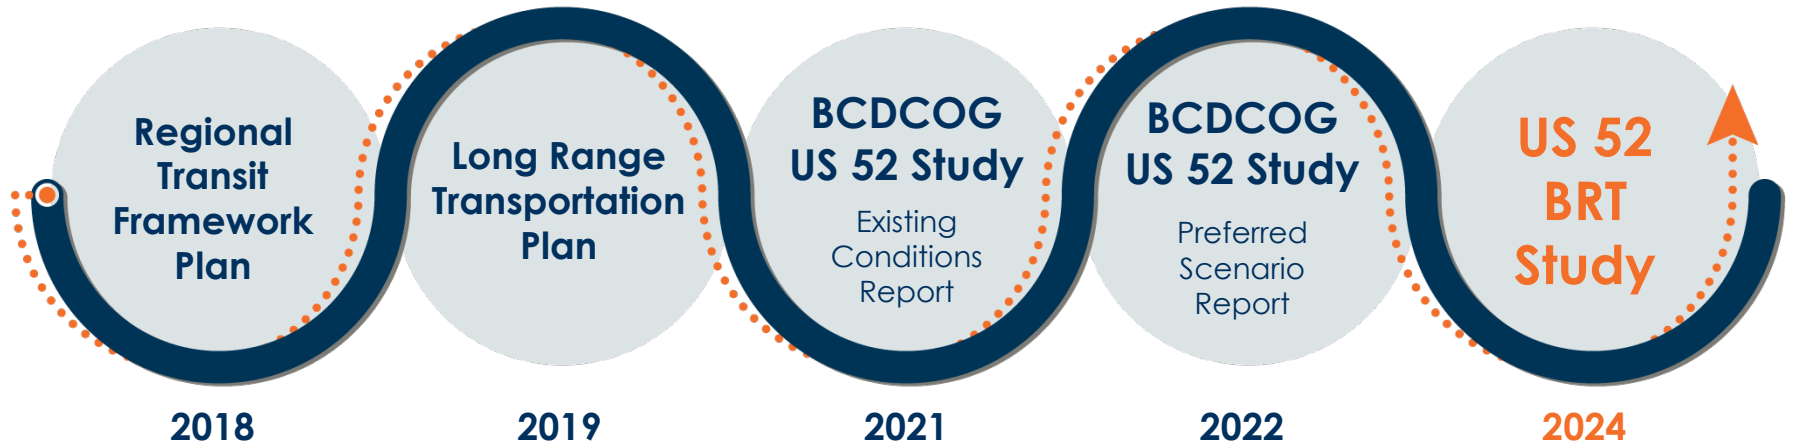 Regional
Transit
Framework
Plan
2018
Long Range
Transportation
Plan
2019
BCDCOG
US 52 Study
Existing
Conditions
Report
2021
BCDCOG
US 52 Study
Preferred
Scenario
Report
2022
US 52
BRT
Study
2024